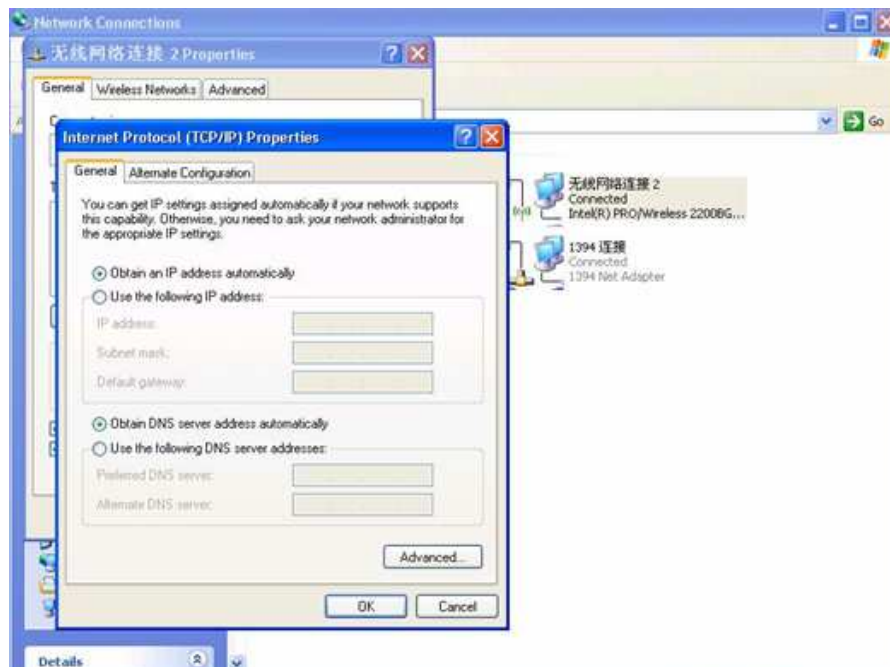 Network Connections
无线网络连接 2 Properties
General
Wireless Networks
Advanced
Go
Internet Protocol (TCP/IP) Properties
General
Alternate Configuration
You can get IP settings assigned automatically if your network supports
this capability. Otherwise, you need to ask your network administrator for
the appropriate IP settings.
Obtain an IP address automatically
Use the following IP address:
IP address:
Subnet mask:
Default gateway:
Obtain DNS server address automatically
Use the following DNS server addresses:
Preferred DNS server:
Alternate DNS server:
Advanced...
OK
Cancel
无线网络连接 2
Connected
Intel(R) PRO/Wireless 2200BG...
1394 连接
Connected
1394 Net Adapter
Details